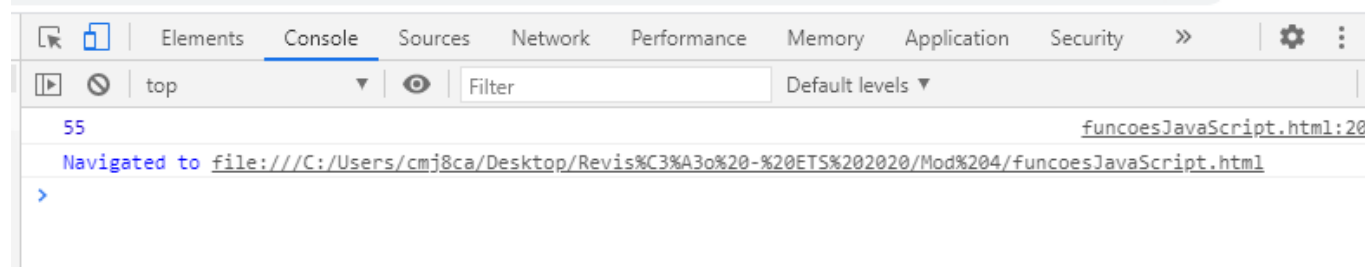 Elements Console Sources Network Performance Memory Application Security »
top ▼ Filter Default levels ▼
55 funcoesJavaScript.html:20
Navigated to file:///C:/Users/cmj8ca/Desktop/Revis%C3%A3o%20-%20ETS%202020/Mod%204/funcoesJavaScript.html
>